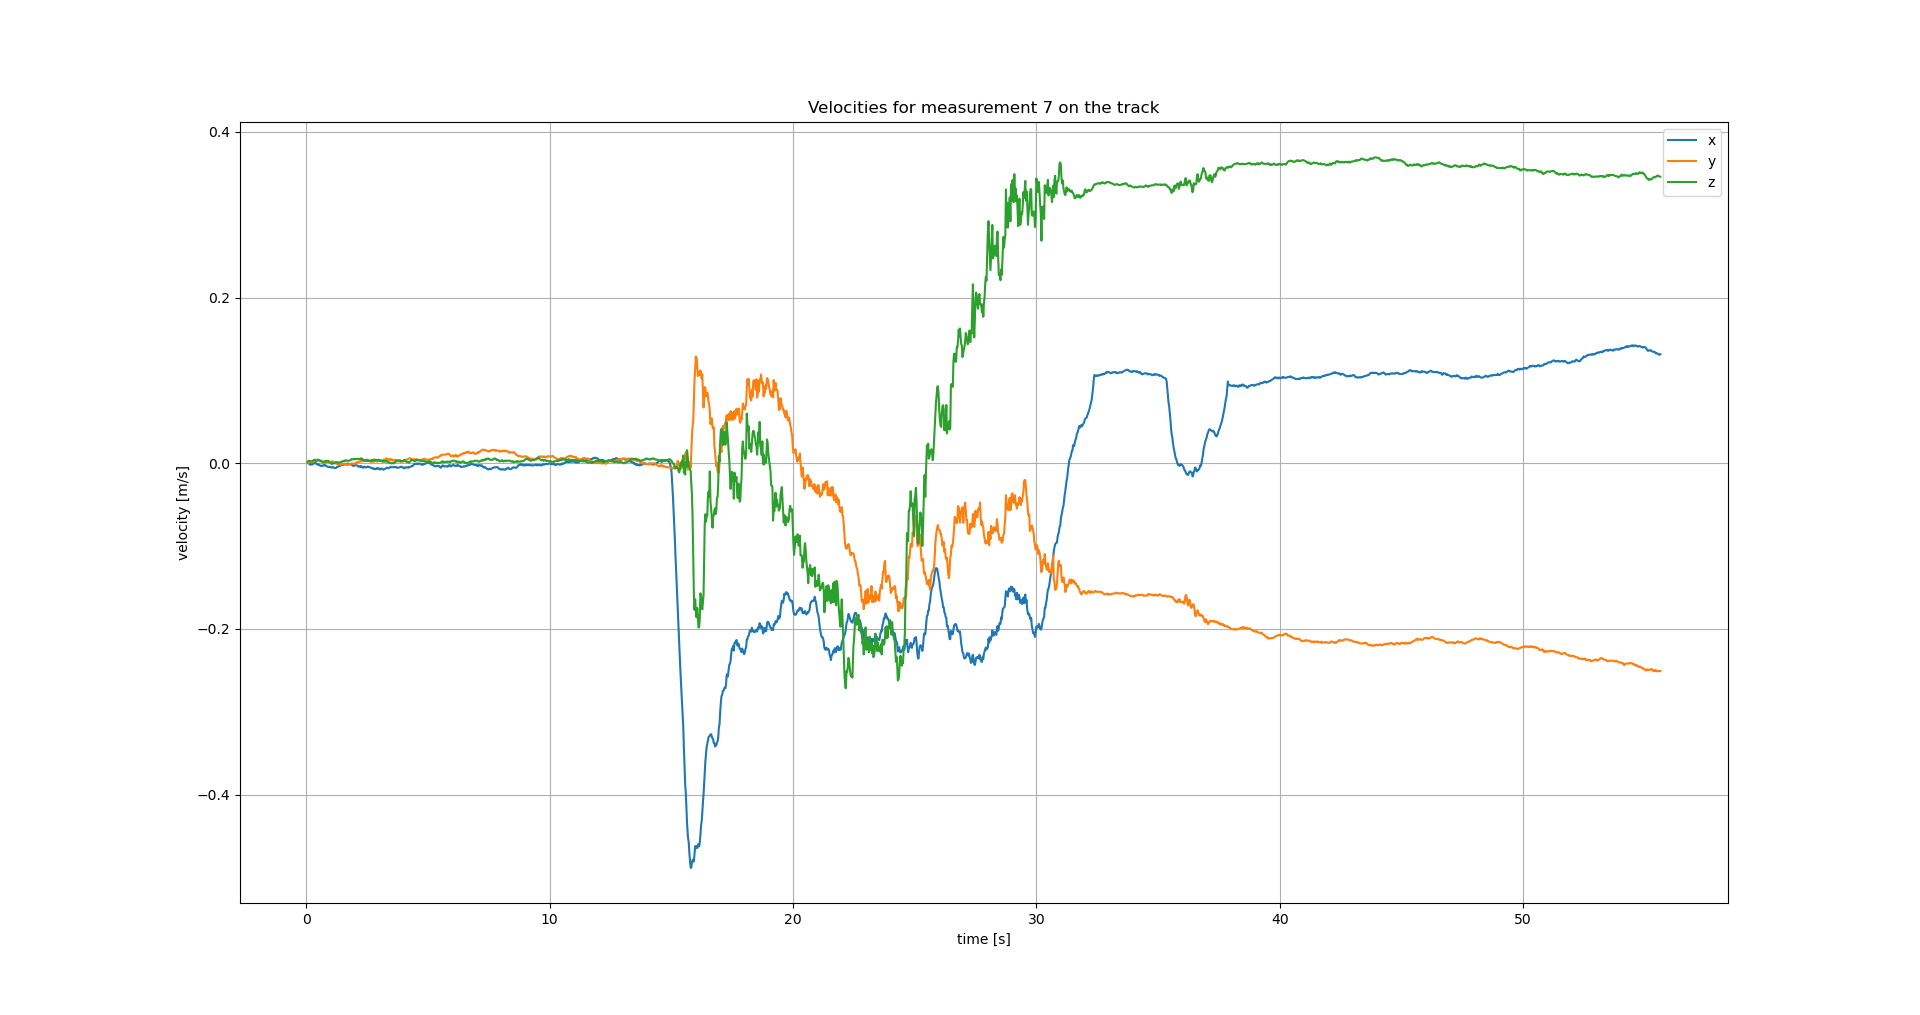 Velocities for measurement 7 on the track
x
y
z
0.4
0.2
0.0
−0.2
−0.4
velocity [m/s]
0 10 20 30 40 50
time [s]